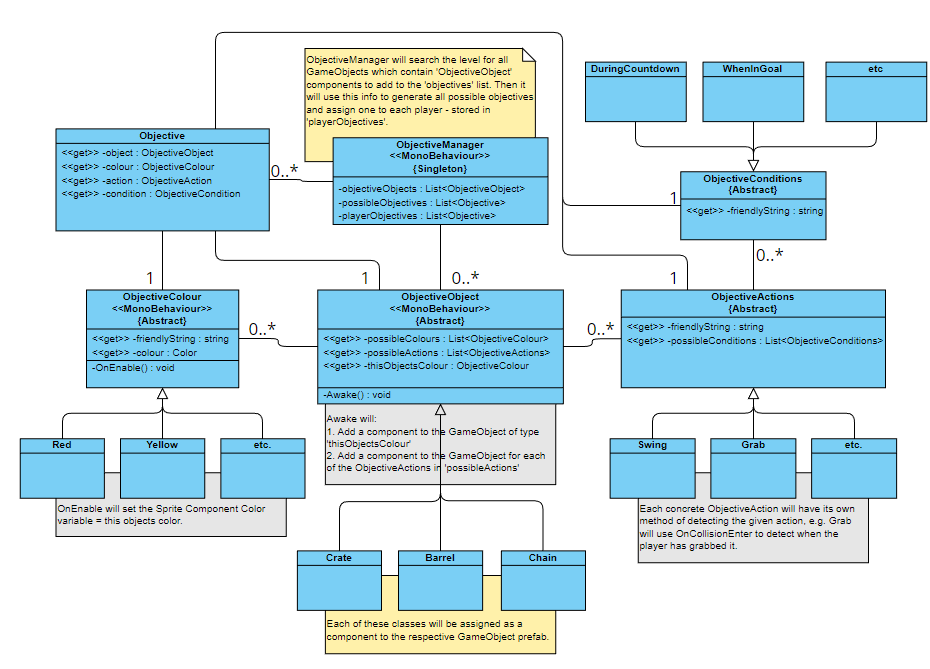 ObjectiveManager will search the level for all
GameObjects which contain 'ObjectiveObject'
components to add to the 'objectives' list. Then it
will use this info to generate all possible objectives
and assign one to each player - stored in
'playerObjectives'.
DuringCountdown
WhenInGoal
etc
Objective
<<get>> -object : ObjectiveObject
<<get>> -colour : ObjectiveColour
<<get>> -action : ObjectiveAction
<<get>> -condition : ObjectiveCondition
0..*
ObjectiveManager
<<MonoBehaviour>>
{Singleton}
-objectiveObjects : List<ObjectiveObject>
-possibleObjectives : List<Objective>
-playerObjectives : List<Objective>
1
ObjectiveConditions
{Abstract}
<<get>> -friendlyString : string
0..*
1
1
0..*
1
ObjectiveColour
<<MonoBehaviour>>
{Abstract}
<<get>> -friendlyString : string
<<get>> -colour : Color
-OnEnable() : void
0..*
ObjectiveObject
<<MonoBehaviour>>
{Abstract}
<<get>> -possibleColours : List<ObjectiveColour>
<<get>> -possibleActions : List<ObjectiveActions>
<<get>> -thisObjectsColour : ObjectiveColour
-Awake() : void
0..*
ObjectiveActions
{Abstract}
<<get>> -friendlyString : string
<<get>> -possibleConditions : List<ObjectiveConditions>
Awake will:
1. Add a component to the GameObject of type
'thisObjectsColour'
2. Add a component to the GameObject for each
of the ObjectiveActions in 'possibleActions'
Red
Yellow
etc.
OnEnable will set the Sprite Component Color
variable = this objects color.
Swing
Grab
etc.
Each concrete ObjectiveAction will have its own
method of detecting the given action, e.g. Grab
will use OnCollisionEnter to detect when the
player has grabbed it.
Crate
Barrel
Chain
Each of these classes will be assigned as a
component to the respective GameObject prefab.